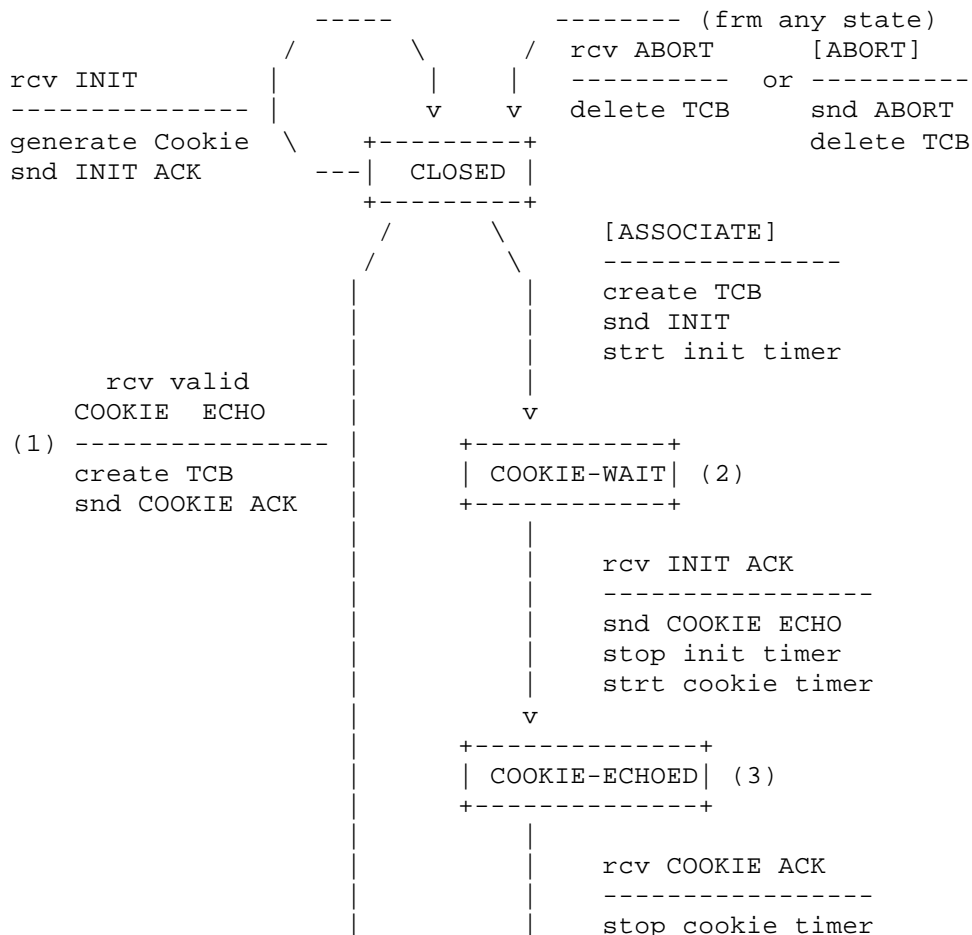 -----          -------- (frm any state)
                   /       \      /  rcv ABORT      [ABORT]
rcv INIT          |         |    |   ----------  or ----------
--------------- |          v    v   delete TCB     snd ABORT
generate Cookie  \    +---------+                 delete TCB
snd INIT ACK       ---|  CLOSED |
                      +---------+
                       /      \      [ASSOCIATE]
                      /        \     ---------------
                     |          |    create TCB
                     |          |    snd INIT
                     |          |    strt init timer
      rcv valid      |          |
    COOKIE  ECHO     |          v
(1) ---------------- |      +------------+
    create TCB       |      | COOKIE-WAIT| (2)
    snd COOKIE ACK   |      +------------+
                     |          |
                     |          |    rcv INIT ACK
                     |          |    -----------------
                     |          |    snd COOKIE ECHO
                     |          |    stop init timer
                     |          |    strt cookie timer
                     |          v
                     |      +--------------+
                     |      | COOKIE-ECHOED| (3)
                     |      +--------------+
                     |          |
                     |          |    rcv COOKIE ACK
                     |          |    -----------------
                     |          |    stop cookie timer